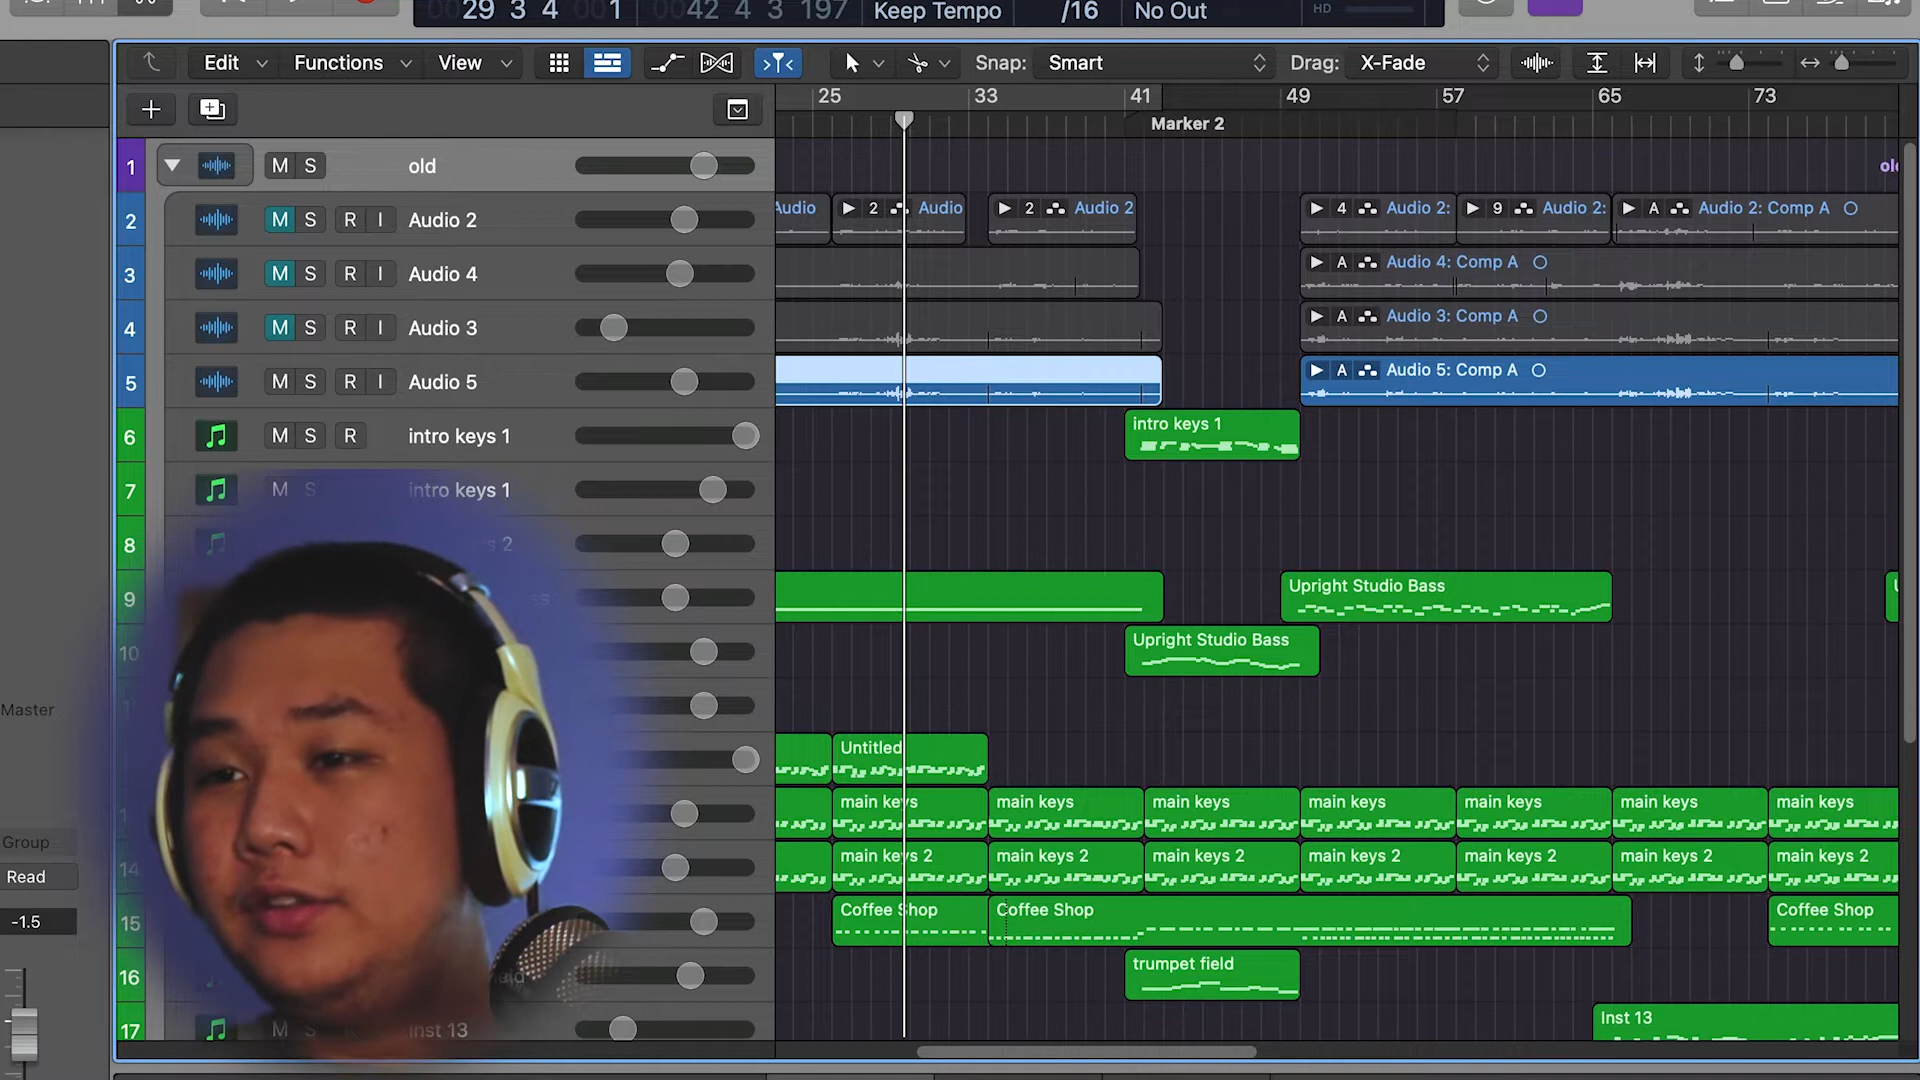 0029 3 4 001
0042 4 3 197
Keep Tempo
/16
No Out
HD
Edit
Functions
View
Snap:
Smart
Drag:
X-Fade
25
33
41
49
57
65
73
Marker 2
1
M S
old
2
M S R I
Audio 2
Audio
2
Audio
2
Audio 2
4
Audio 2:
9
Audio 2:
A
Audio 2: Comp A
3
M S R I
Audio 4
A
Audio 4: Comp A
4
M S R I
Audio 3
A
Audio 3: Comp A
5
M S R I
Audio 5
A
Audio 5: Comp A
6
M S R
intro keys 1
intro keys 1
7
M S
intro keys 1
8
2
9
Upright Studio Bass
10
Upright Studio Bass
Master
Untitled
main keys
main keys
main keys
main keys
main keys
main keys
main keys
Group
14
main keys 2
main keys 2
main keys 2
main keys 2
main keys 2
main keys 2
main keys 2
Read
-1.5
15
Coffee Shop
Coffee Shop
Coffee Shop
16
trumpet field
17
M
Inst 13
Inst 13